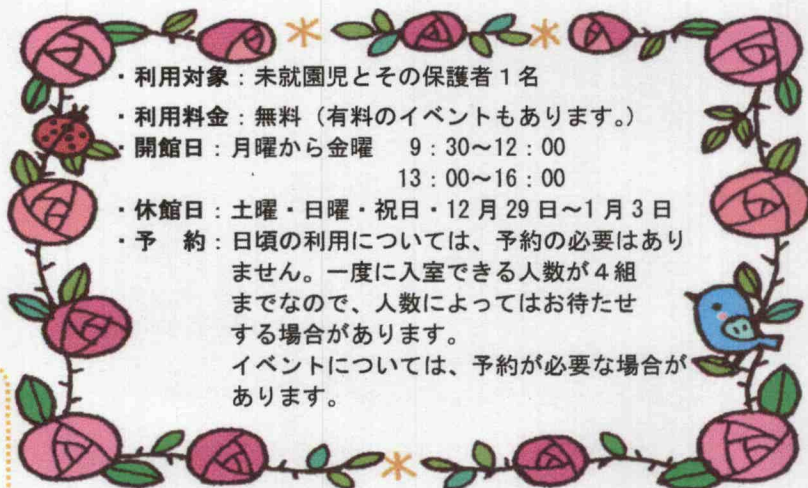 ・利用対象：未就園児とその保護者1名
・利用料金：無料（有料のイベントもあります。）
・開館日：月曜から金曜　9：30～12：00
13：00～16：00
・休館日：土曜・日曜・祝日・12月29日～1月3日
・予　約：日頃の利用については、予約の必要はあり
ません。一度に入室できる人数が4組
までなので、人数によってはお待たせ
する場合があります。
イベントについては、予約が必要な場合が
あります。